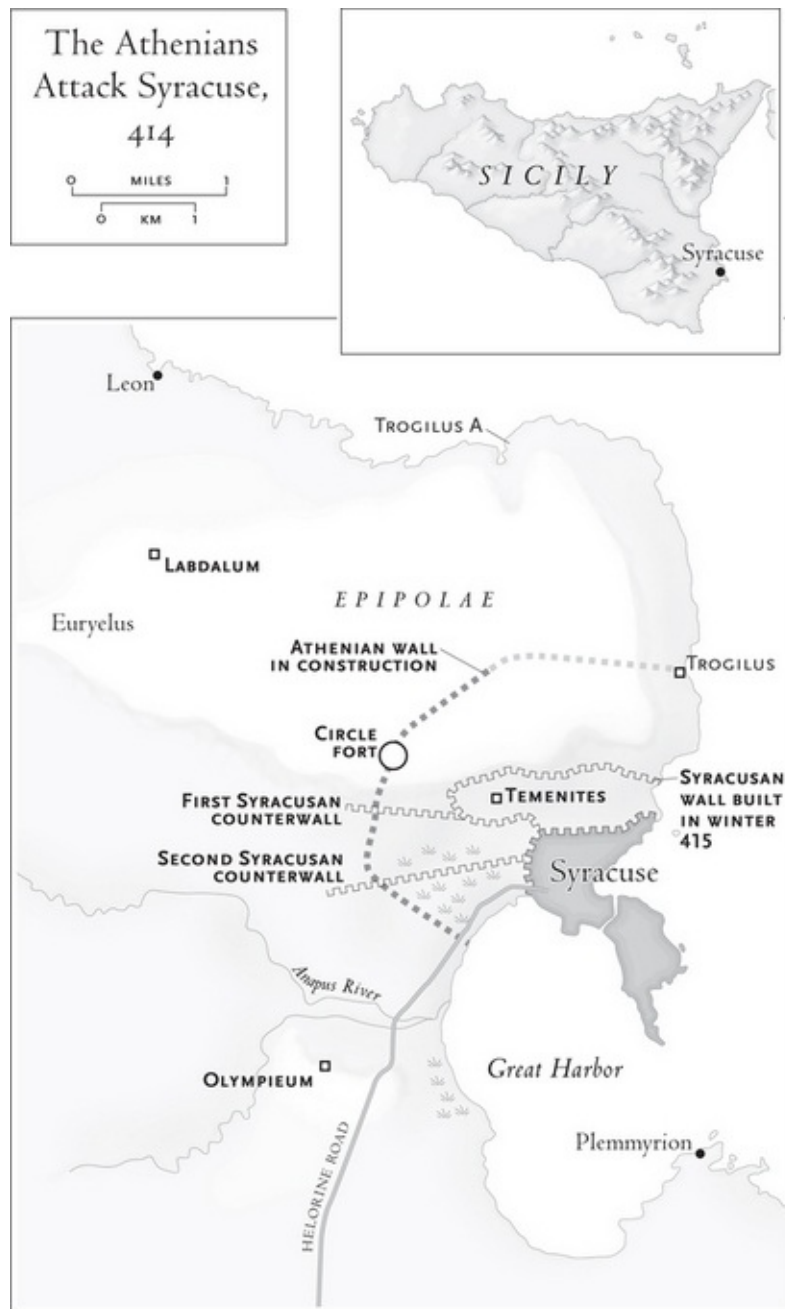 The Athenians
Attack Syracuse,
414
0 MILES 1
0 KM 1
SICILY
Syracuse
Leon
TROGILUS A
LABDALUM
EPIPOLAE
Euryelus
ATHENIAN WALL
IN CONSTRUCTION
TROGILUS
CIRCLE
FORT
SYRACUSAN
WALL BUILT
IN WINTER
415
TEMENITES
FIRST SYRACUSAN
COUNTERWALL
SECOND SYRACUSAN
COUNTERWALL
Syracuse
Anapus River
OLYMPIEUM
Great Harbor
Plemmyrion
HELORINE ROAD